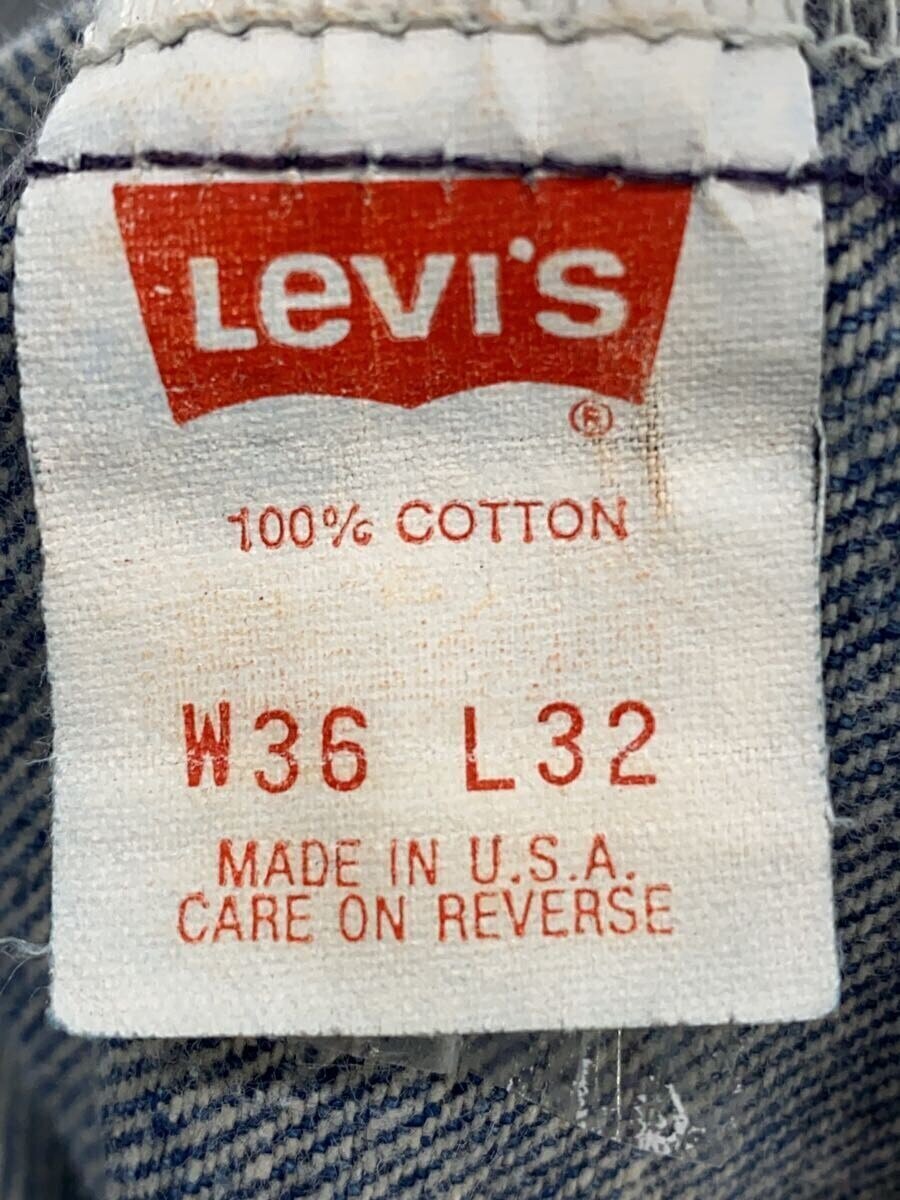 Levi's
®
100% COTTON
W36 L32
MADE IN U.S.A.
CARE ON REVERSE